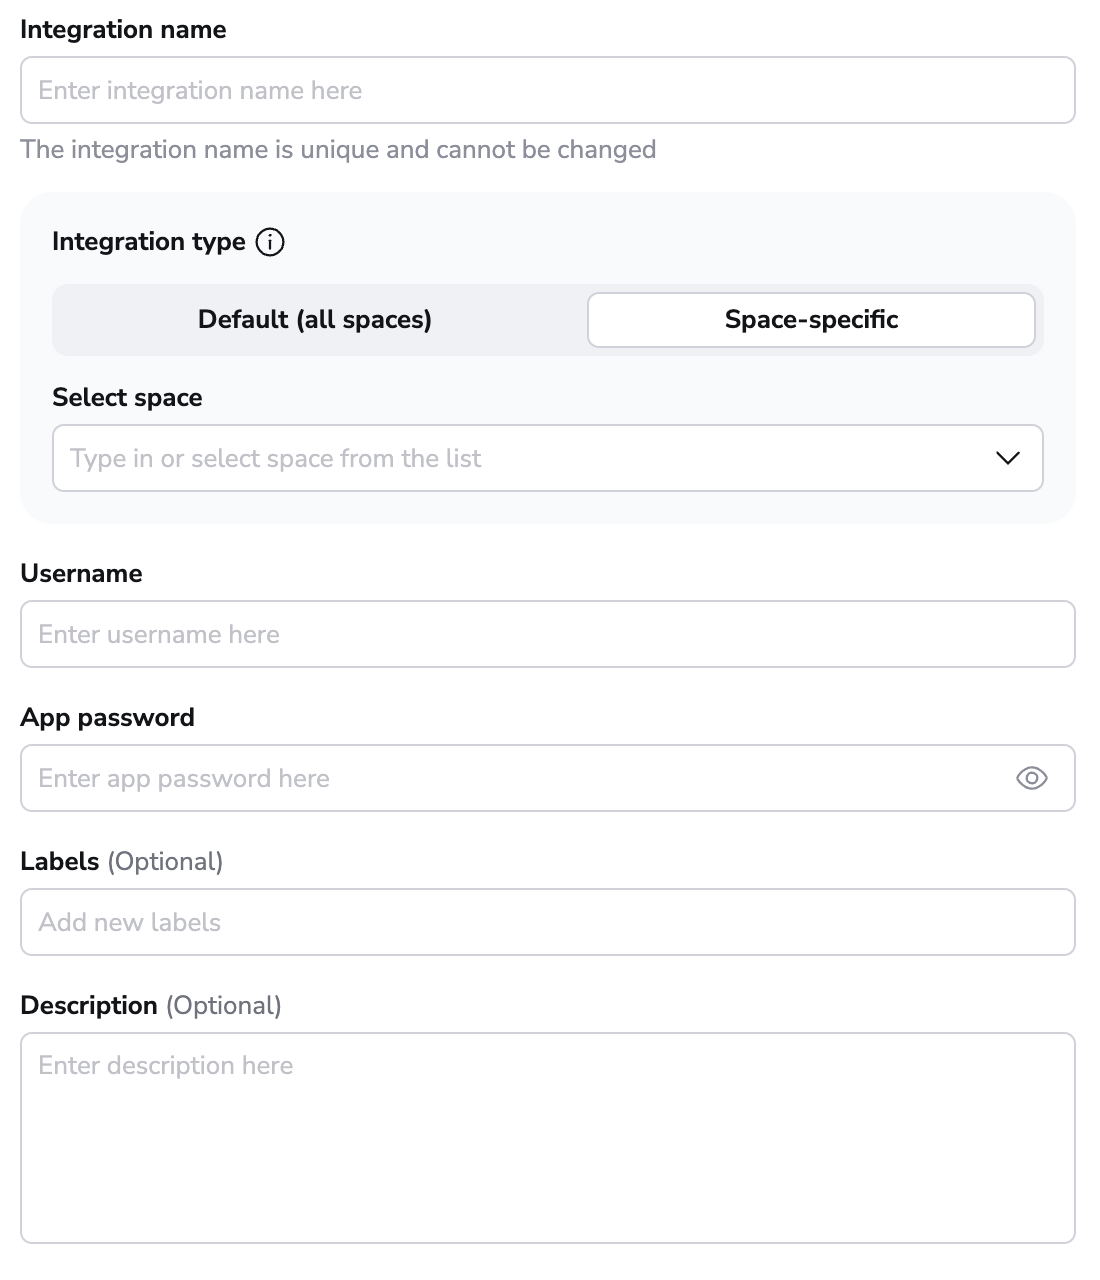 Integration name
Enter integration name here
The integration name is unique and cannot be changed
Integration type
Default (all spaces)
Space-specific
Select space
Type in or select space from the list
Username
Enter username here
App password
Enter app password here
Labels (Optional)
Add new labels
Description (Optional)
Enter description here